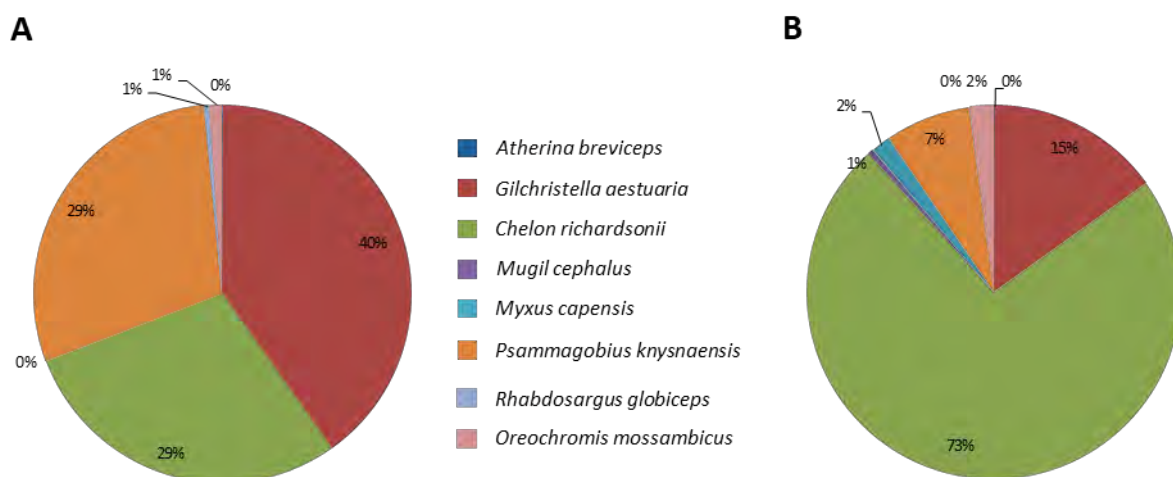 A
1%
1%
0%
29%
40%
0%
29%
Atherina breviceps
Gilchristella aestuaria
Chelon richardsonii
Mugil cephalus
Myxus capensis
Psammagobius knysnaensis
Rhabdosargus globiceps
Oreochromis mossambicus
B
0% 2% 0%
2%
7%
15%
1%
73%